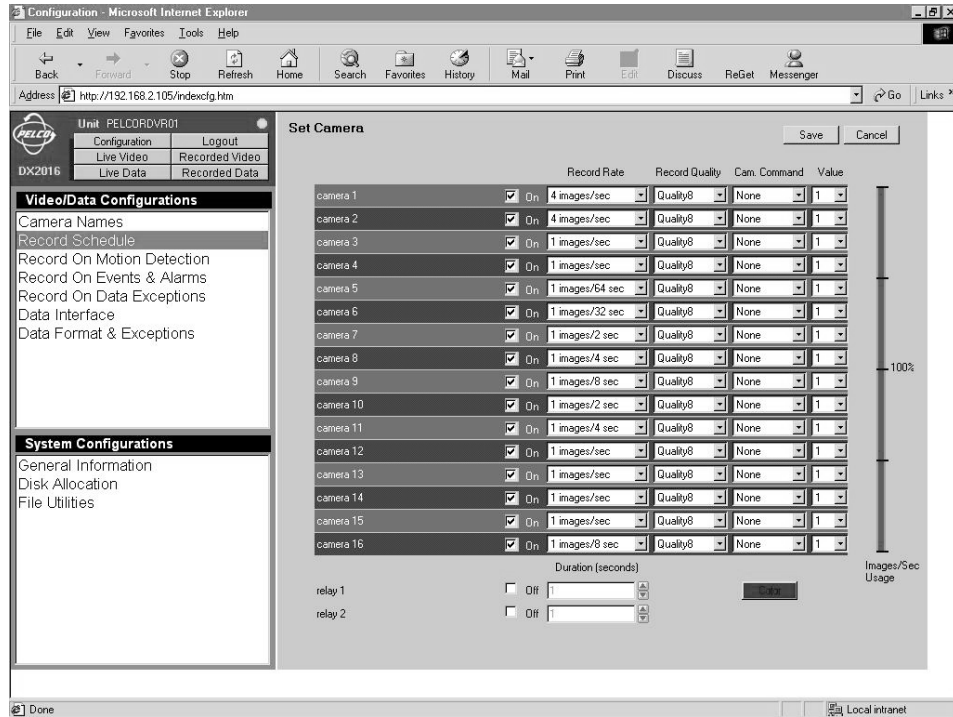 Configuration - Microsoft Internet Explorer
File Edit View Favorites Tools Help
Back Forward Stop Refresh Home Search Favorites History Mail Print Edit Discuss ReGet Messenger
Address http://192.168.2.105/indexcfg.htm Go Links »
PELCO
DX2016
Unit PELCORDVR01
Configuration Logout
Live Video Recorded Video
Live Data Recorded Data
Video/Data Configurations
Camera Names
Record Schedule
Record On Motion Detection
Record On Events & Alarms
Record On Data Exceptions
Data Interface
Data Format & Exceptions
System Configurations
General Information
Disk Allocation
File Utilities
Set Camera
Save Cancel
Record Rate Record Quality Cam. Command Value
camera 1 On 4 images/sec Quality8 None 1
camera 2 On 4 images/sec Quality8 None 1
camera 3 On 1 images/sec Quality8 None 1
camera 4 On 1 images/sec Quality8 None 1
camera 5 On 1 images/64 sec Quality8 None 1
camera 6 On 1 images/32 sec Quality8 None 1
camera 7 On 1 images/2 sec Quality8 None 1
camera 8 On 1 images/4 sec Quality8 None 1
camera 9 On 1 images/8 sec Quality8 None 1
camera 10 On 1 images/2 sec Quality8 None 1
camera 11 On 1 images/4 sec Quality8 None 1
camera 12 On 1 images/sec Quality8 None 1
camera 13 On 1 images/sec Quality8 None 1
camera 14 On 1 images/sec Quality8 None 1
camera 15 On 1 images/sec Quality8 None 1
camera 16 On 1 images/8 sec Quality8 None 1
100%
Images/Sec
Usage
Duration (seconds)
relay 1 Off 1
relay 2 Off 1
Color
Done Local intranet